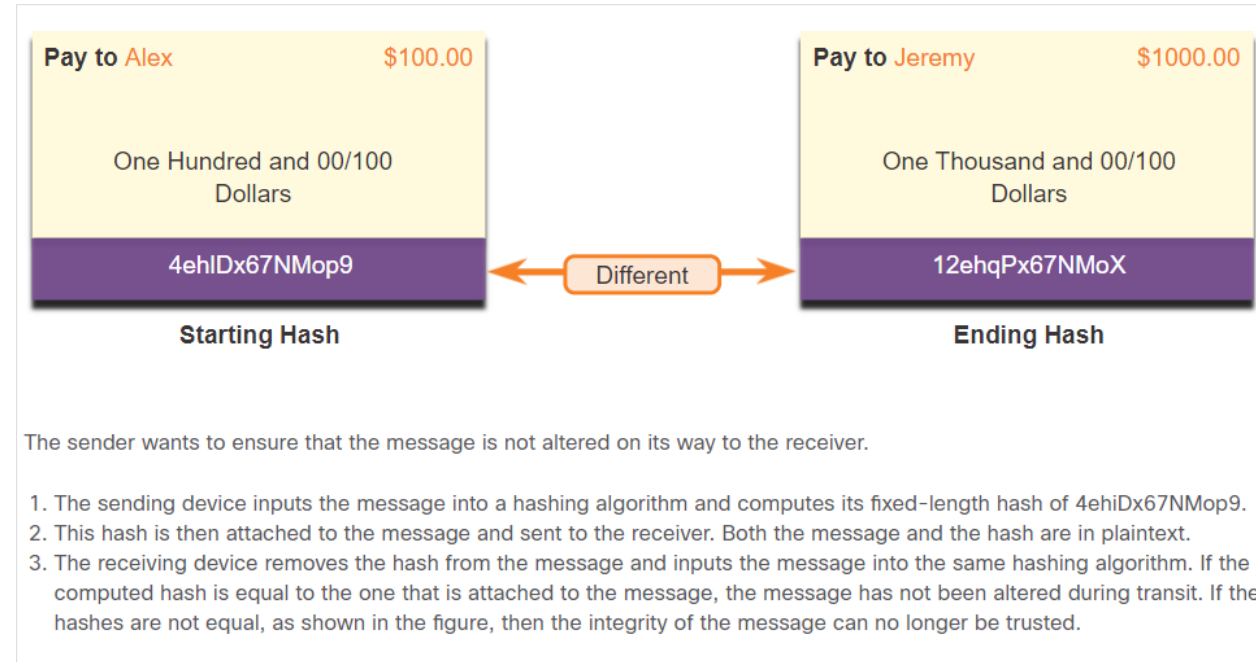 Pay to Alex $100.00
One Hundred and 00/100
Dollars
4ehIDx67NMop9
Starting Hash
Different
Pay to Jeremy $1000.00
One Thousand and 00/100
Dollars
12ehqPx67NMoX
Ending Hash
The sender wants to ensure that the message is not altered on its way to the receiver.
1. The sending device inputs the message into a hashing algorithm and computes its fixed-length hash of 4ehiDx67NMop9.
2. This hash is then attached to the message and sent to the receiver. Both the message and the hash are in plaintext.
3. The receiving device removes the hash from the message and inputs the message into the same hashing algorithm. If the
computed hash is equal to the one that is attached to the message, the message has not been altered during transit. If the
hashes are not equal, as shown in the figure, then the integrity of the message can no longer be trusted.